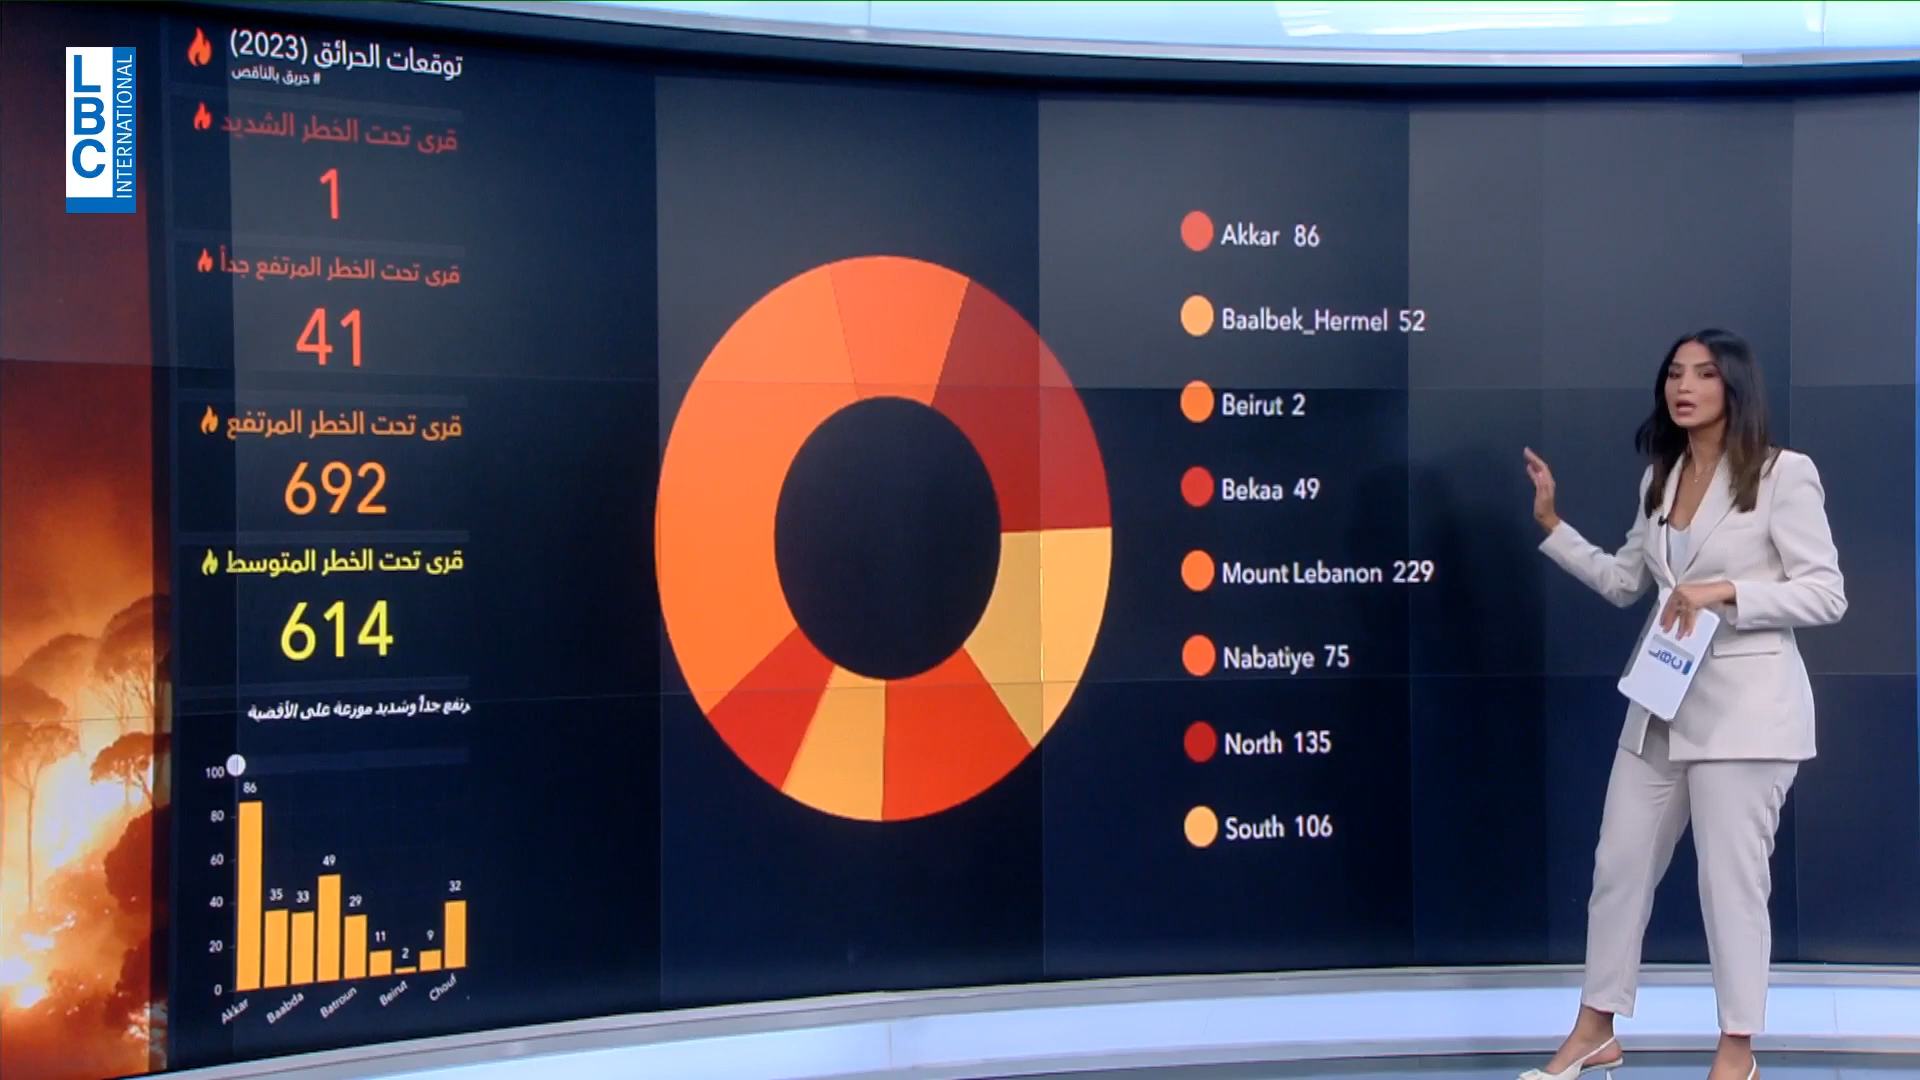 LBC
INTERNATIONAL
توقعات الحرائق (2023)
# حريق بالناقص
قرى تحت الخطر الشديد
1
قرى تحت الخطر المرتفع جداً
41
قرى تحت الخطر المرتفع
692
قرى تحت الخطر المتوسط
614
رتفع جداً وشديد موزعة على الأقضية
100
80
60
40
20
0
86
35
33
49
29
11
2
9
32
Akkar
Baabda
Batroun
Beirut
Chouf
Akkar 86
Baalbek_Hermel 52
Beirut 2
Bekaa 49
Mount Lebanon 229
Nabatiye 75
North 135
South 106